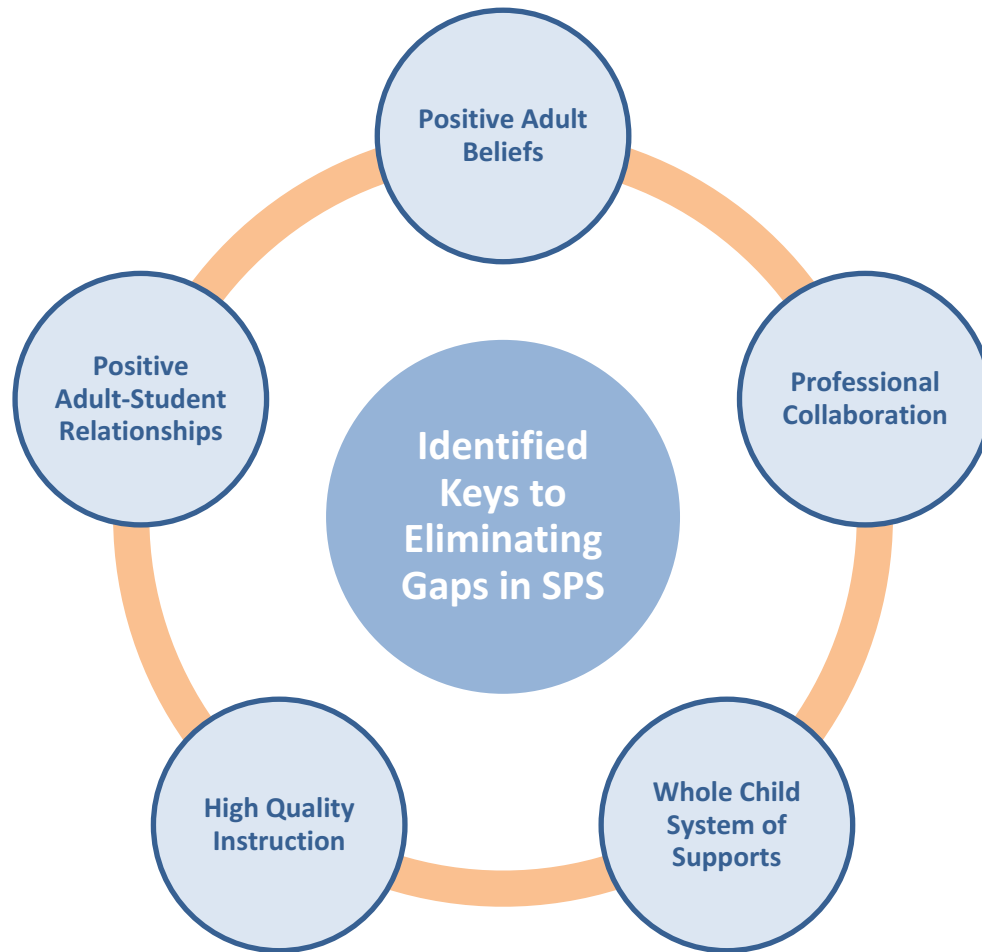 Positive Adult
Beliefs
Professional
Collaboration
Whole Child
System of
Supports
High Quality
Instruction
Positive
Adult-Student
Relationships
Identified
Keys to
Eliminating
Gaps in SPS